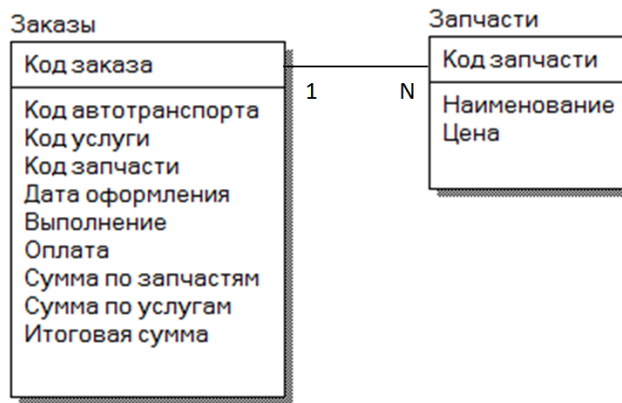 Заказы
Код заказа
Код автотранспорта
Код услуги
Код запчасти
Дата оформления
Выполнение
Оплата
Сумма по запчастям
Сумма по услугам
Итоговая сумма
1
N
Запчасти
Код запчасти
Наименование
Цена